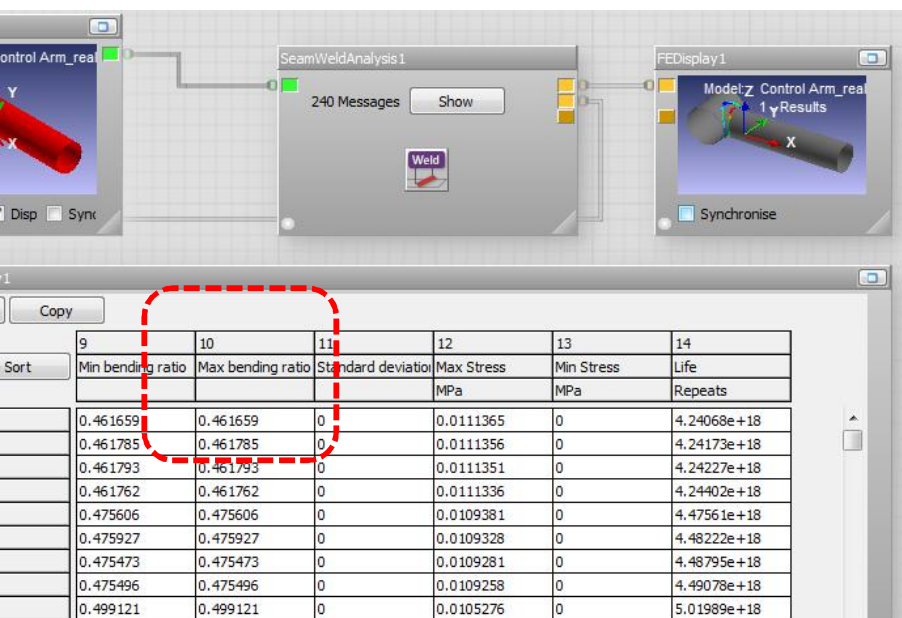 ontrol Arm_real
Y
X
Disp Sync
SeamWeldAnalysis1
240 Messages Show
Weld
FEDisplay1
Model:Z Control Arm_real
1 Y Results
X
Synchronise
1
Copy
Sort
9 10 11 12 13 14
Min bending ratio Max bending ratio Standard deviation Max Stress Min Stress Life
MPa MPa Repeats
0.461659 0.461659 0 0.0111365 0 4.24068e+18
0.461785 0.461785 0 0.0111356 0 4.24173e+18
0.461793 0.461793 0 0.0111351 0 4.24227e+18
0.461762 0.461762 0 0.0111336 0 4.24402e+18
0.475606 0.475606 0 0.0109381 0 4.47561e+18
0.475927 0.475927 0 0.0109328 0 4.48222e+18
0.475473 0.475473 0 0.0109281 0 4.48795e+18
0.475496 0.475496 0 0.0109258 0 4.49078e+18
0.499121 0.499121 0 0.0105276 0 5.01989e+18